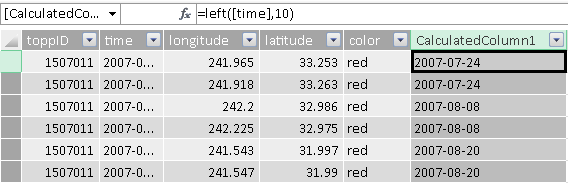 [CalculatedCo... fx =left([time],10)
toppID time longitude latitude color CalculatedColumn1
1507011 2007-0... 241.965 33.253 red 2007-07-24
1507011 2007-0... 241.918 33.263 red 2007-07-24
1507011 2007-0... 242.2 32.986 red 2007-08-08
1507011 2007-0... 242.225 32.975 red 2007-08-08
1507011 2007-0... 241.543 31.997 red 2007-08-20
1507011 2007-0... 241.547 31.99 red 2007-08-20